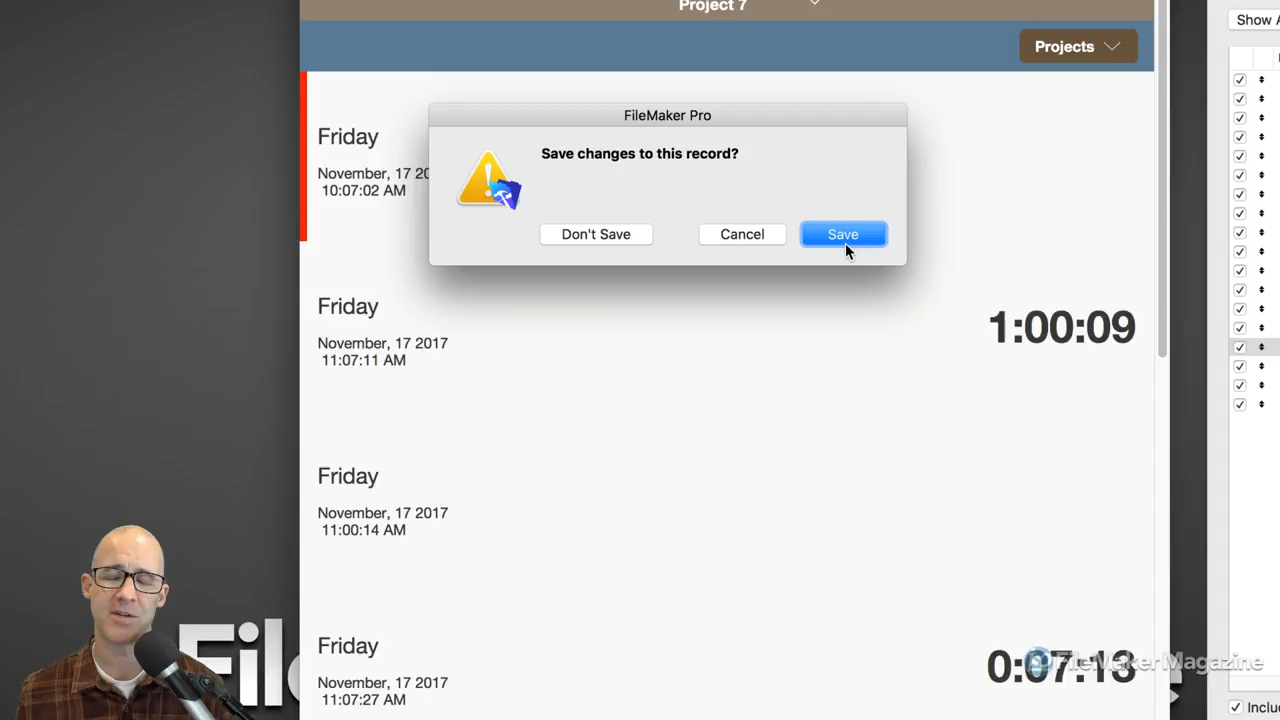 Project 7
Show
Projects
FileMaker Pro
Save changes to this record?
Don't Save
Cancel
Save
Friday
November, 17 20
10:07:02 AM
Friday
November, 17 2017
11:07:11 AM
1:00:09
Friday
November, 17 2017
11:00:14 AM
Friday
November, 17 2017
11:07:27 AM
0:07:13
FileMakerMagazine
Fil
Inclu